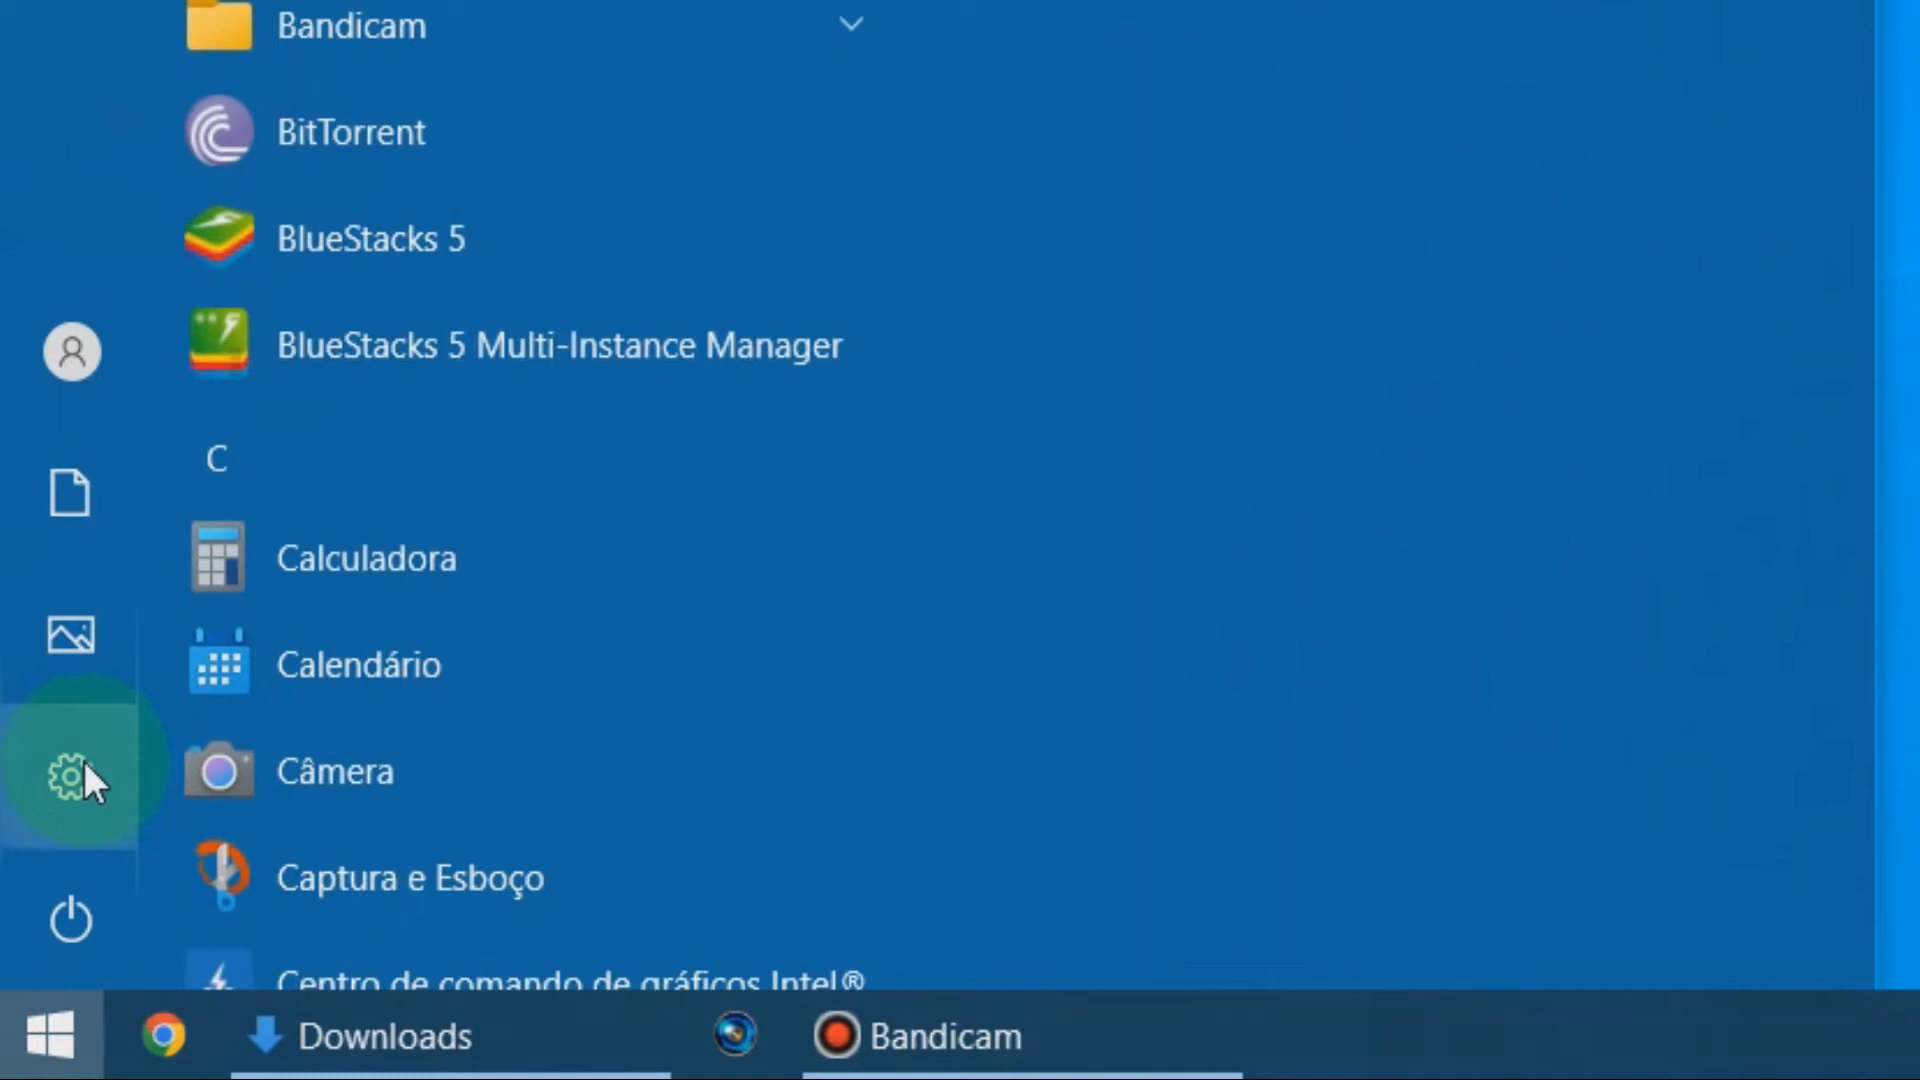 Bandicam
BitTorrent
BlueStacks 5
BlueStacks 5 Multi-Instance Manager
C
Calculadora
Calendário
Câmera
Captura e Esboço
Centro de comando de gráficos Intel®
Downloads
Bandicam